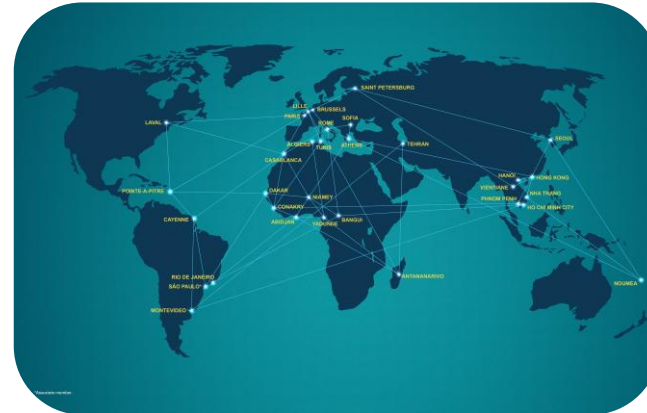 SAINT PETERSBURG
LILLE
BRUSSELS
PARIS
LAVAL
ROME
SOFIA
SEOUL
ALGIERS
TUNIS
ATHENS
TEHRAN
CASABLANCA
HANOI
HONG KONG
VIENTIANE
POINTE-A-PITRE
DAKAR
NIAMEY
NHA TRANG
PHNOM PENH
HO CHI MINH CITY
CONAKRY
CAYENNE
ABIDJAN
YAOUNDE
BANGUI
RIO DE JANEIRO
ANTANANARIVO
SÃO PAULO*
NOUMEA
MONTEVIDEO
*Associate member